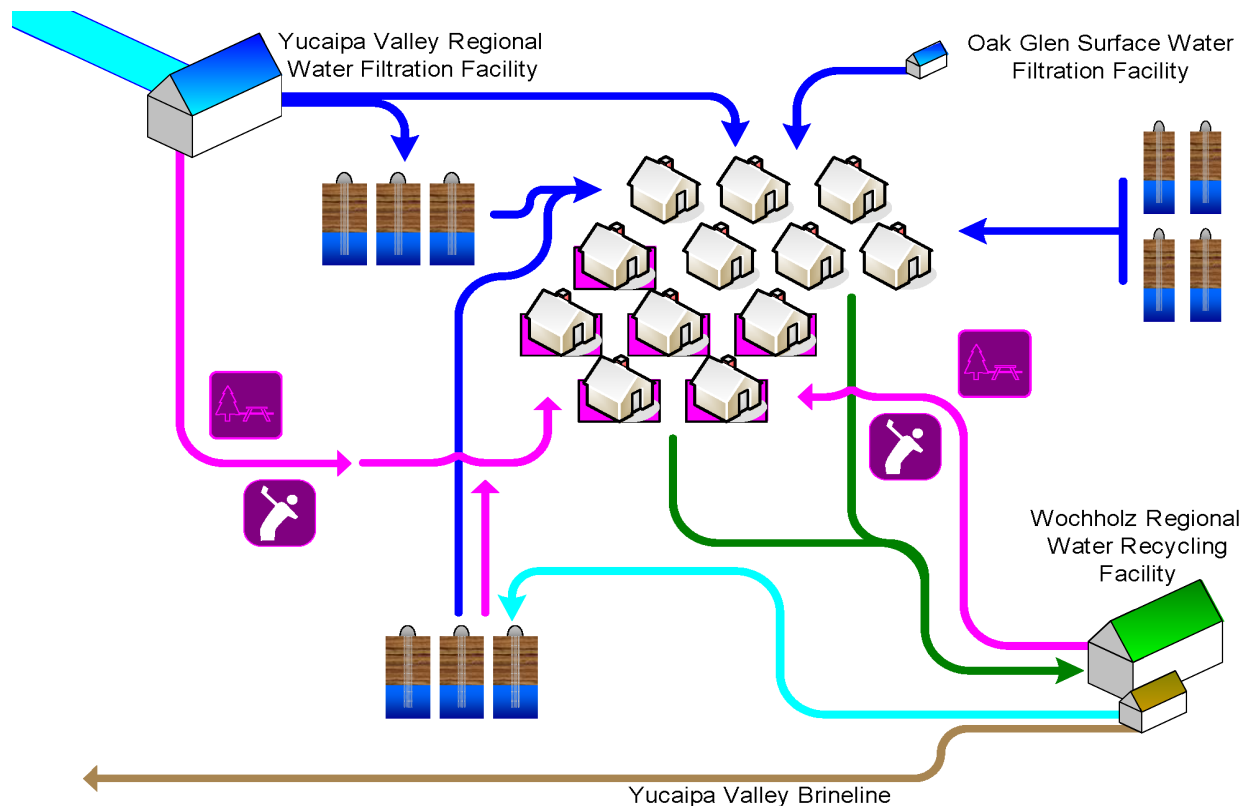 Yucaipa Valley Regional
Water Filtration Facility
Oak Glen Surface Water
Filtration Facility
Wochholz Regional
Water Recycling
Facility
Yucaipa Valley Brineline